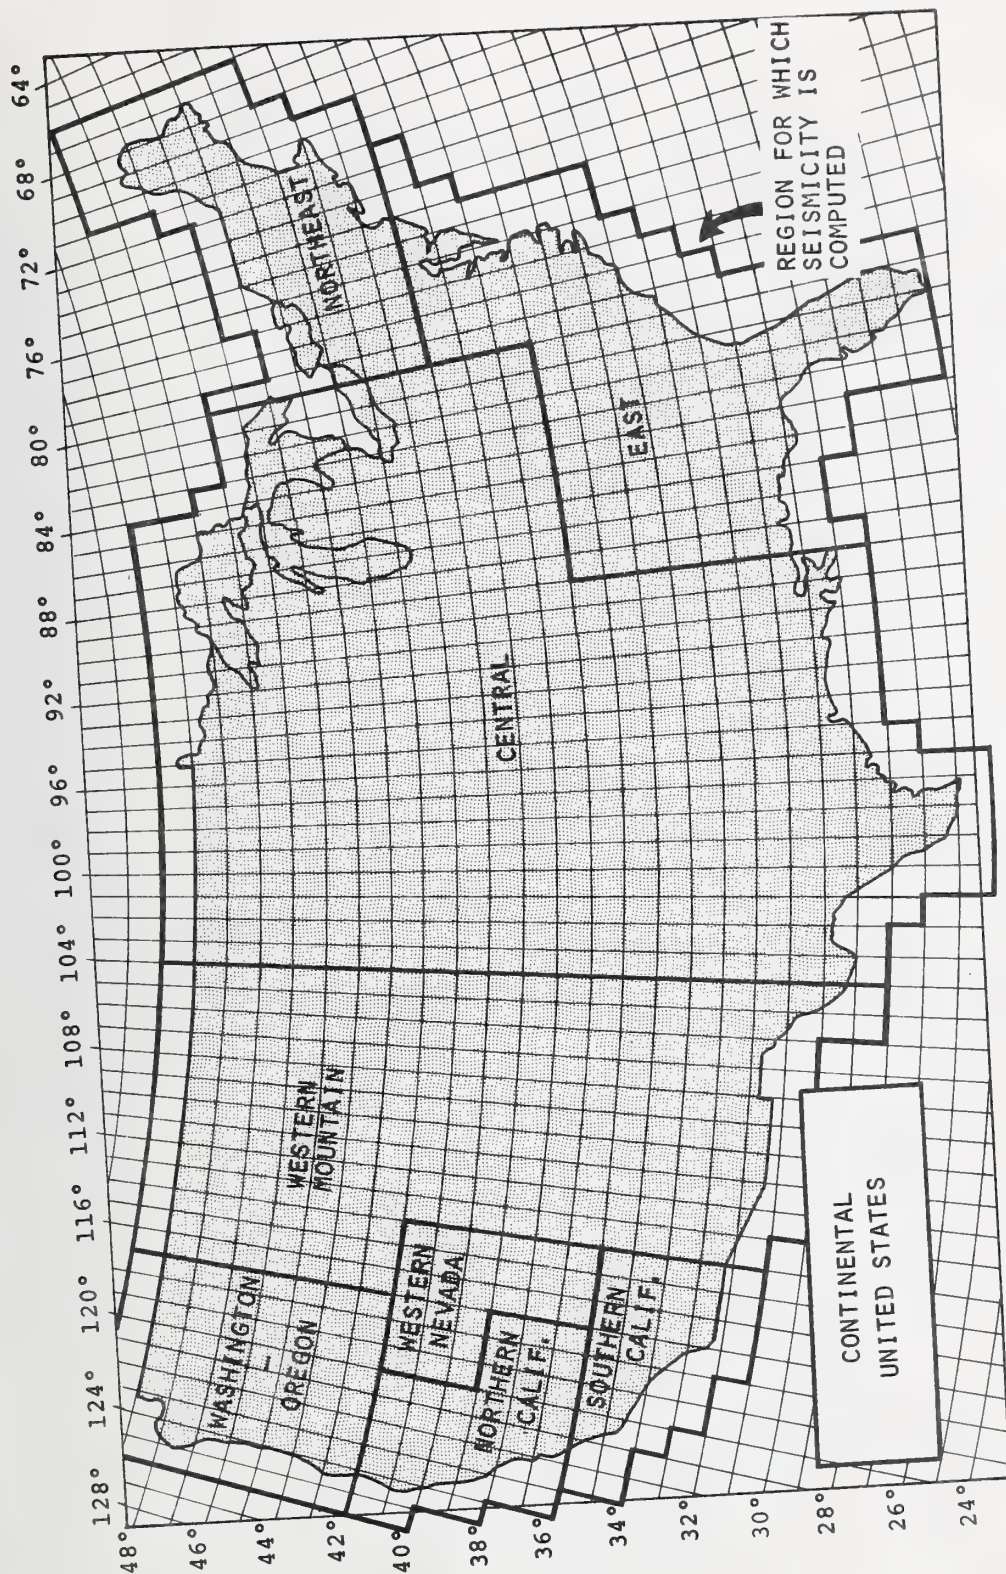 128° 124° 120° 116° 112° 108° 104° 100° 96° 92° 88° 84° 80° 76° 72° 68° 64°
48°
46°
44°
42°
40°
38°
36°
34°
32°
30°
28°
26°
24°
WASHINGTON
–
OREGON
WESTERN
MOUNTAIN
WESTERN
NEVADA
NORTHERN
CALIF.
SOUTHERN
CALIF.
CENTRAL
NORTHEAST
EAST
REGION FOR WHICH
SEISMICITY IS
COMPUTED
CONTINENTAL
UNITED STATES